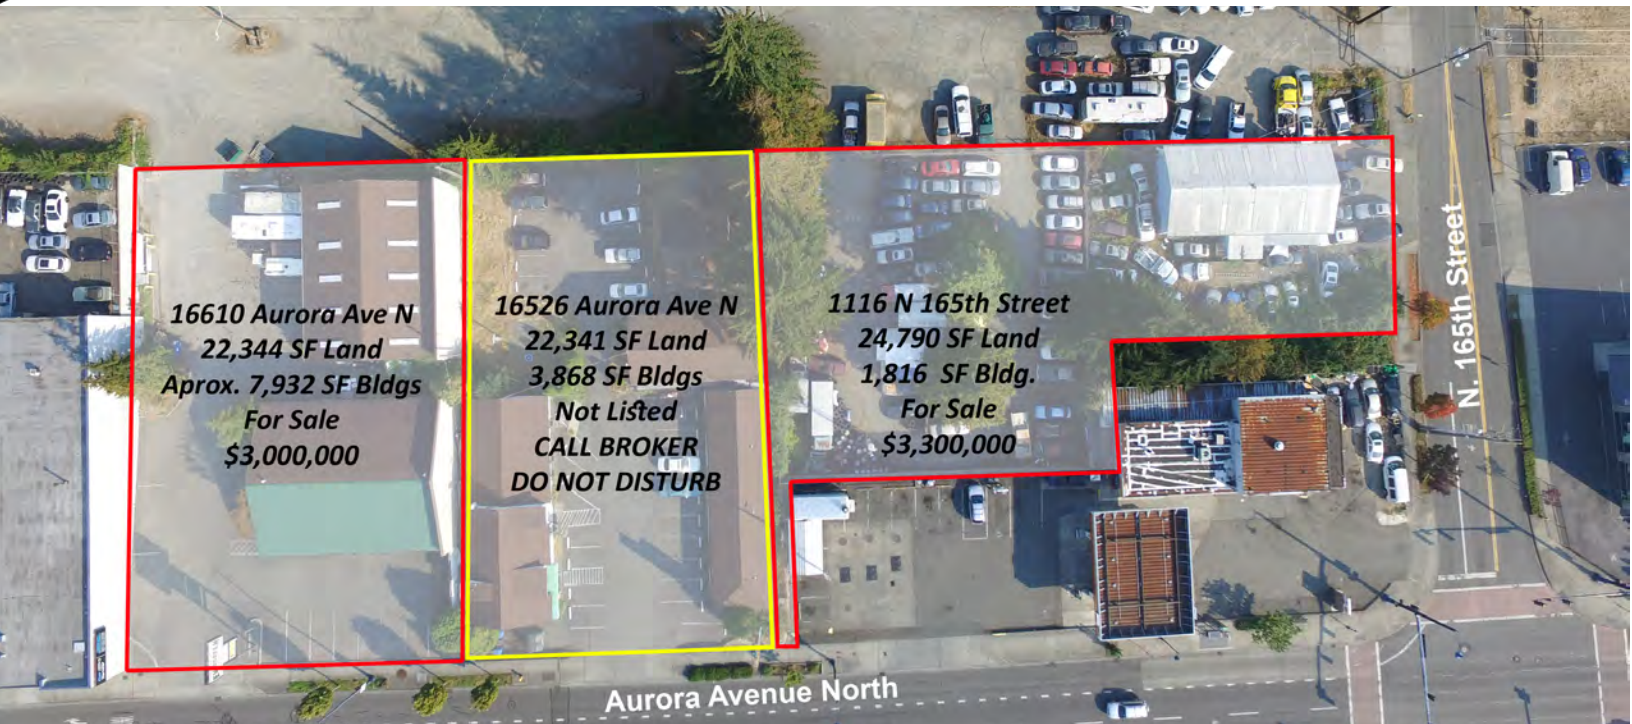 16610 Aurora Ave N
22,344 SF Land
Aprox. 7,932 SF Bldgs
For Sale
$3,000,000
16526 Aurora Ave N
22,341 SF Land
3,868 SF Bldgs
Not Listed
CALL BROKER
DO NOT DISTURB
1116 N 165th Street
24,790 SF Land
1,816 SF Bldg.
For Sale
$3,300,000
N. 165th Street
Aurora Avenue North